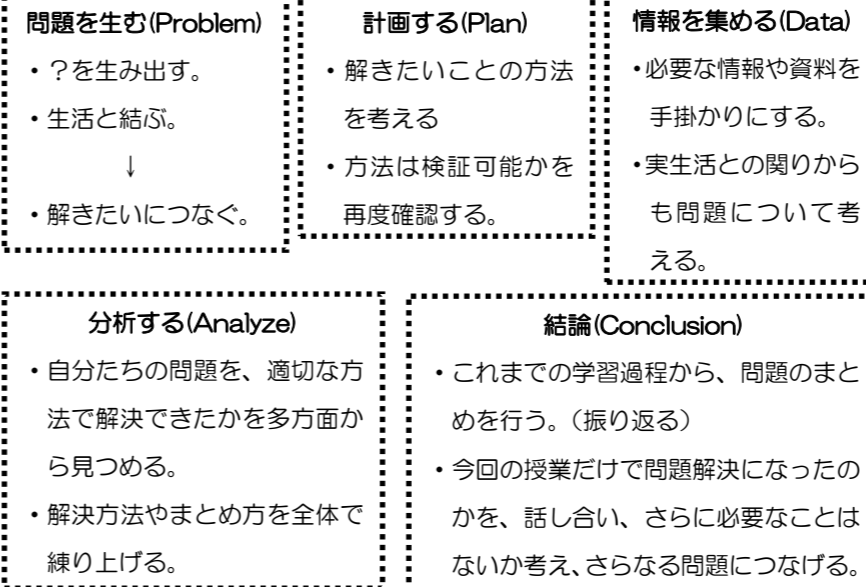 問題を生む(Problem)
・？を生み出す。
・生活と結ぶ。
↓
・解きたいにつなぐ。
計画する(Plan)
・解きたいことの方法
を考える
・方法は検証可能かを
再度確認する。
情報を集める(Data)
・必要な情報や資料を
手掛かりにする。
・実生活との関りから
も問題について考
える。
分析する(Analyze)
・自分たちの問題を、適切な方
法で解決できたかを多方面か
ら見つめる。
・解決方法やまとめ方を全体で
練り上げる。
結論(Conclusion)
・これまでの学習過程から、問題のまと
めを行う。（振り返る）
・今回の授業だけで問題解決になったの
かを、話し合い、さらに必要なことは
ないか考え、さらなる問題につなげる。